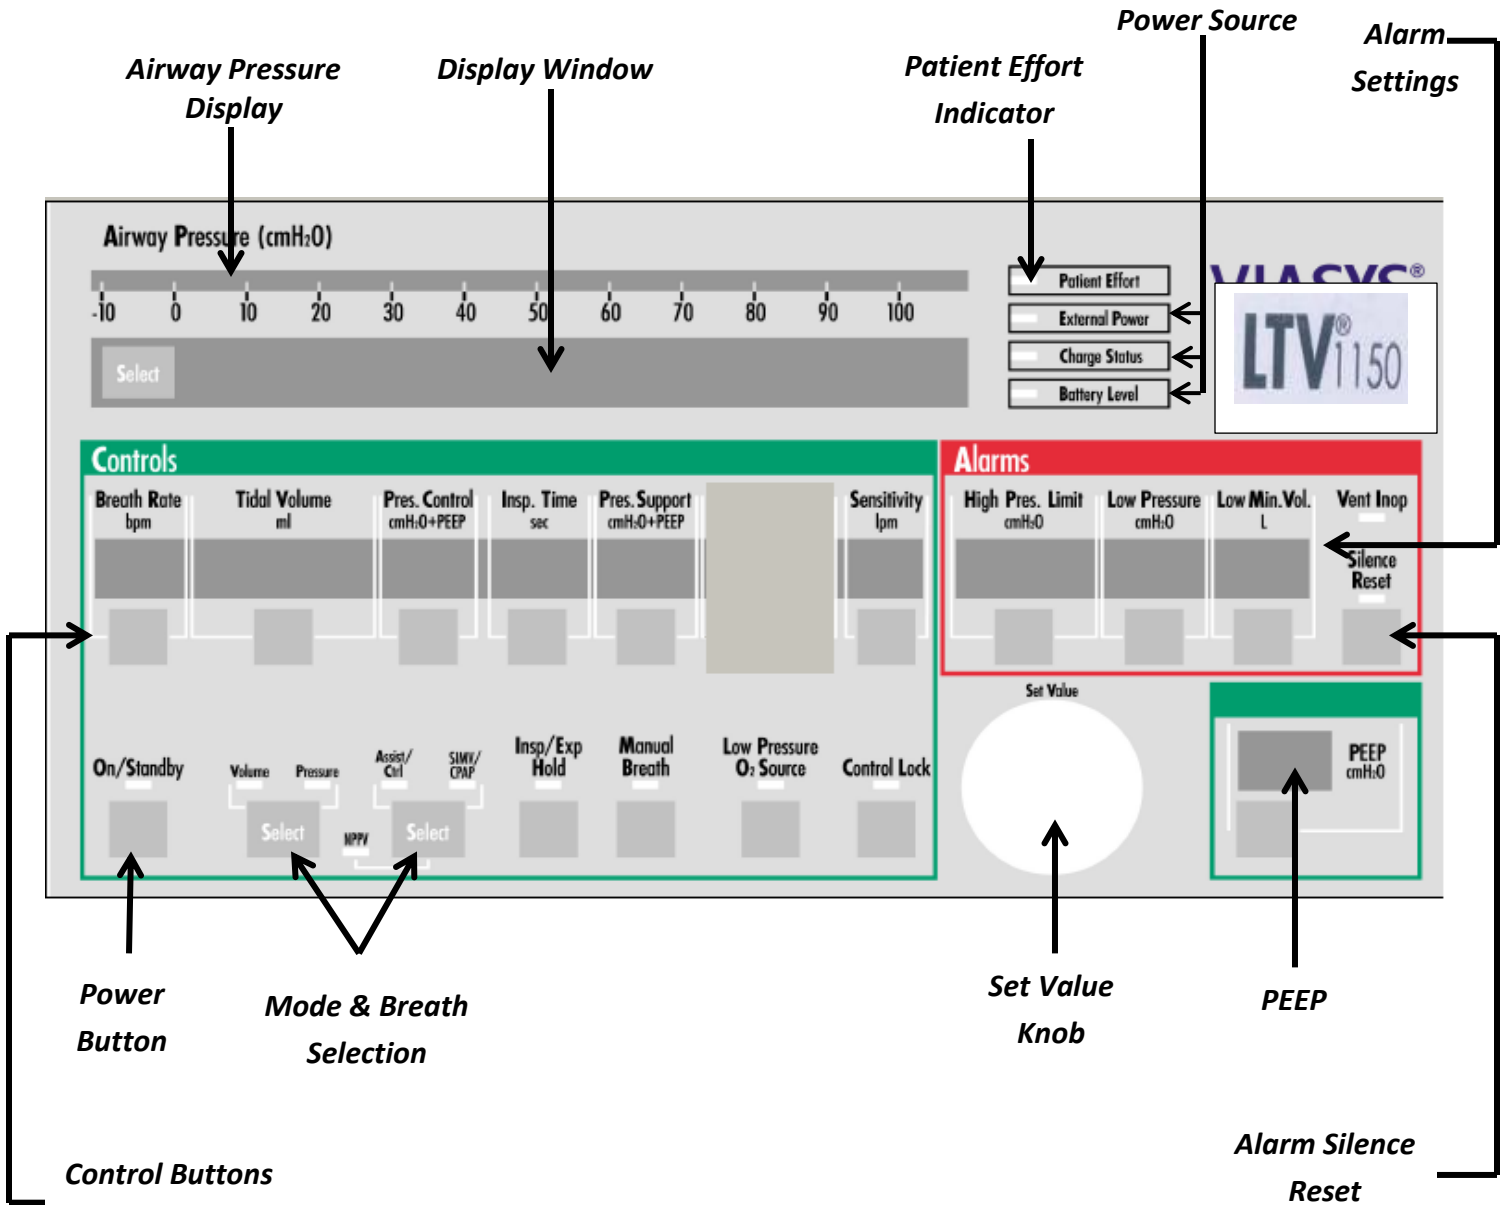 Power Source
Alarm
Settings
Airway Pressure
Display
Display Window
Patient Effort
Indicator
Airway Pressure (cmH2O)
-10 0 10 20 30 40 50 60 70 80 90 100
Select
Patient Effort
External Power
Charge Status
Battery Level
VIASYS®
LTV®1150
Controls
Breath Rate
bpm
Tidal Volume
ml
Pres. Control
cmH2O+PEEP
Insp. Time
sec
Pres. Support
cmH2O+PEEP
Sensitivity
lpm
Alarms
High Pres. Limit
cmH2O
Low Pressure
cmH2O
Low Min.Vol.
L
Vent Inop
Silence
Reset
On/Standby
Volume
Pressure
Select
NPPV
Assist/
Ctrl
SIMV/
CPAP
Select
Insp/Exp
Hold
Manual
Breath
Low Pressure
O2 Source
Control Lock
Set Value
PEEP
cmH2O
Power
Button
Mode & Breath
Selection
Set Value
Knob
PEEP
Control Buttons
Alarm Silence
Reset